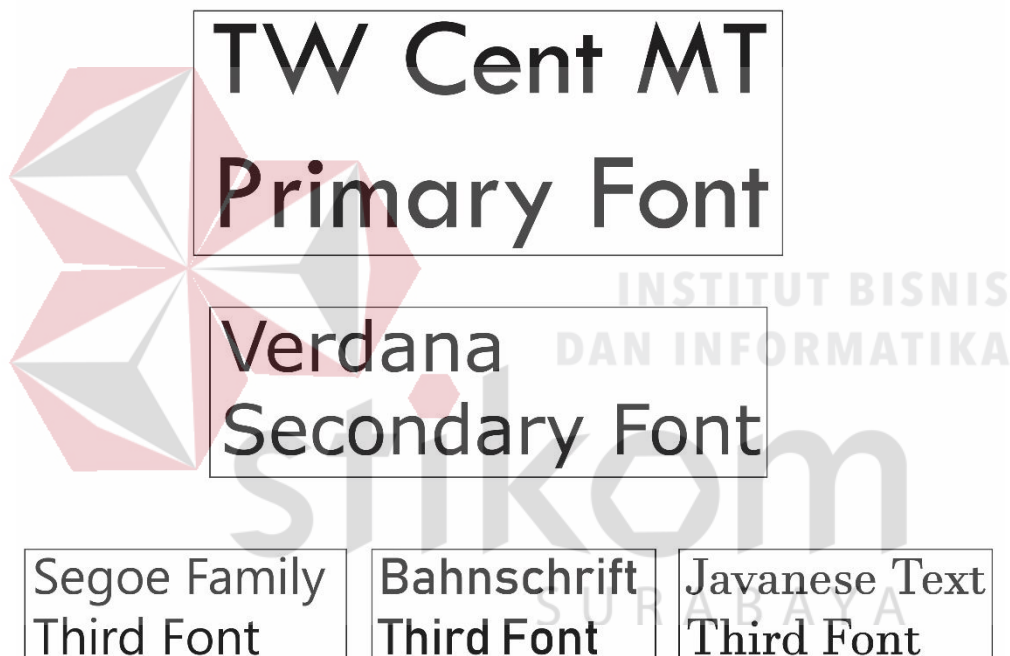 TW Cent MT
Primary Font
INSTITUT BISNIS
DAN INFORMATIKA
Verdana
Secondary Font
stikom
SURABAYA
Segoe Family
Third Font
Bahnschrift
Third Font
Javanese Text
Third Font